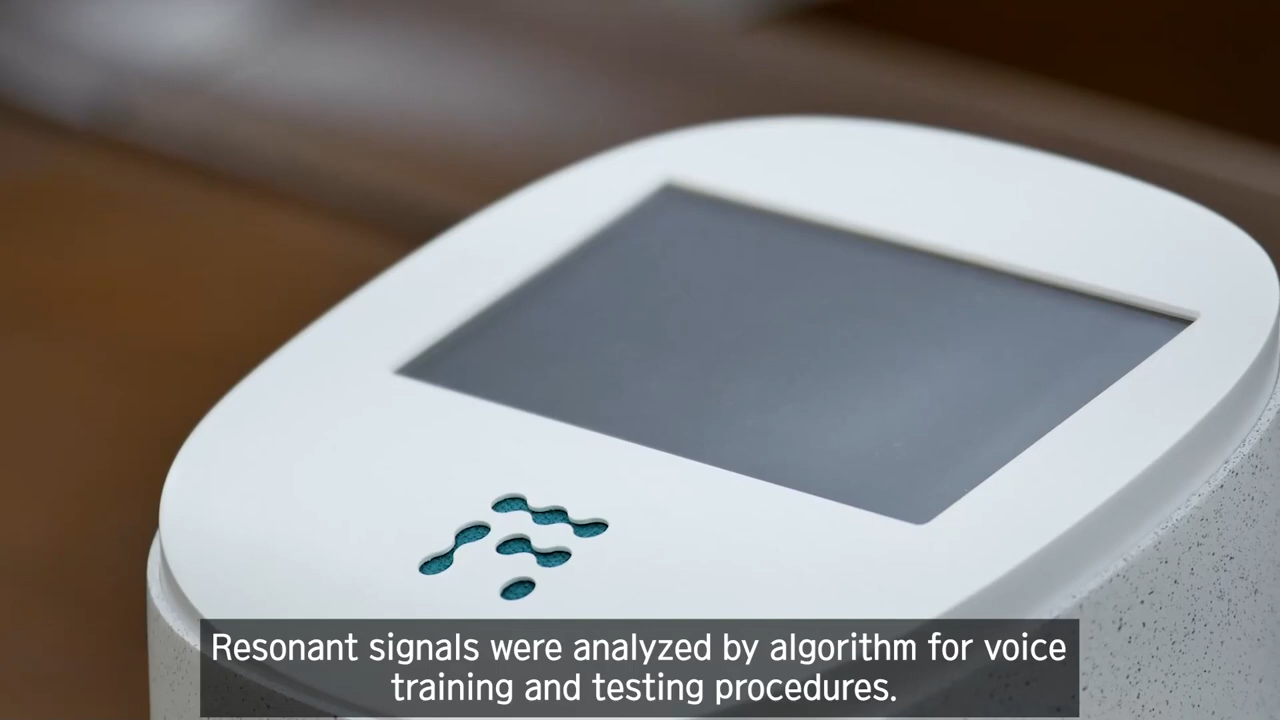 Resonant signals were analyzed by algorithm for voice
training and testing procedures.